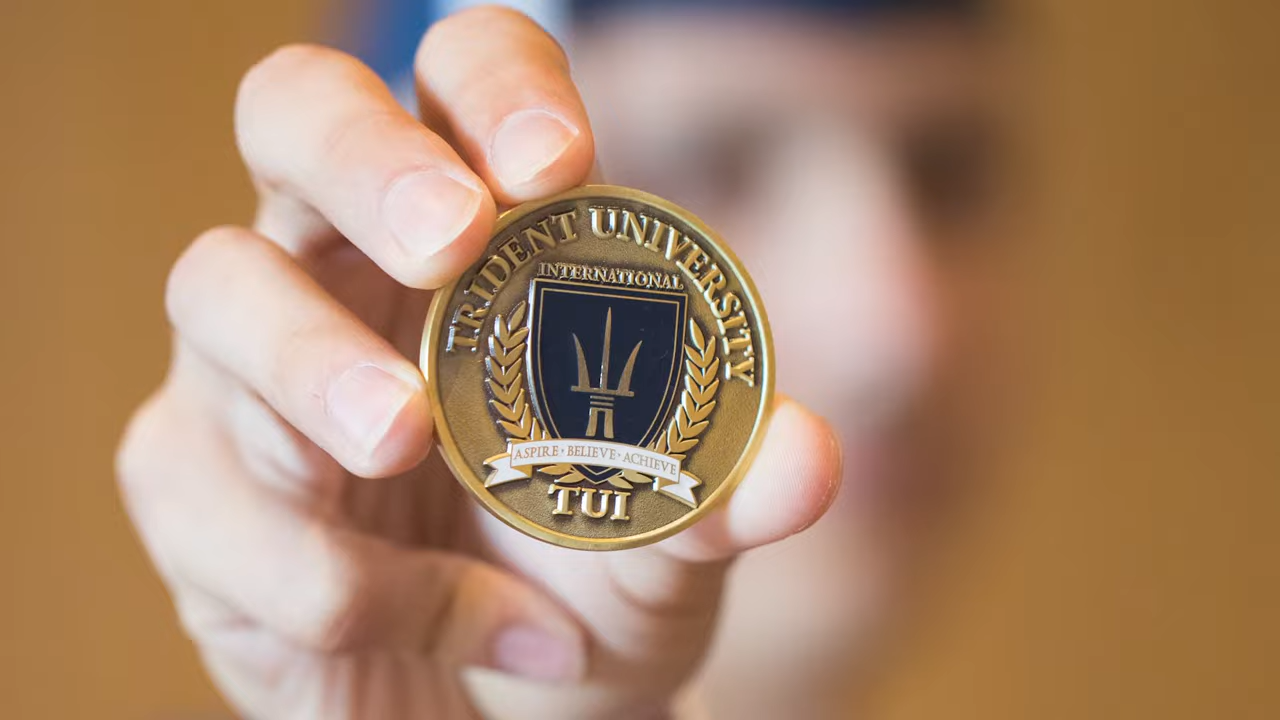 TRIDENT UNIVERSITY
INTERNATIONAL
ASPIRE · BELIEVE · ACHIEVE
TUI